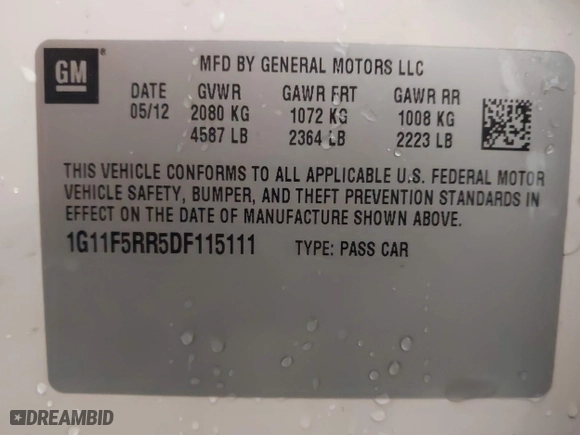 GM
MFD BY GENERAL MOTORS LLC
DATE GVWR GAWR FRT GAWR RR
05/12 2080 KG 1072 KG 1008 KG
4587 LB 2364 LB 2223 LB
THIS VEHICLE CONFORMS TO ALL APPLICABLE U.S. FEDERAL MOTOR
VEHICLE SAFETY, BUMPER, AND THEFT PREVENTION STANDARDS IN
EFFECT ON THE DATE OF MANUFACTURE SHOWN ABOVE.
1G11F5RR5DF115111 TYPE: PASS CAR
DREAMBID